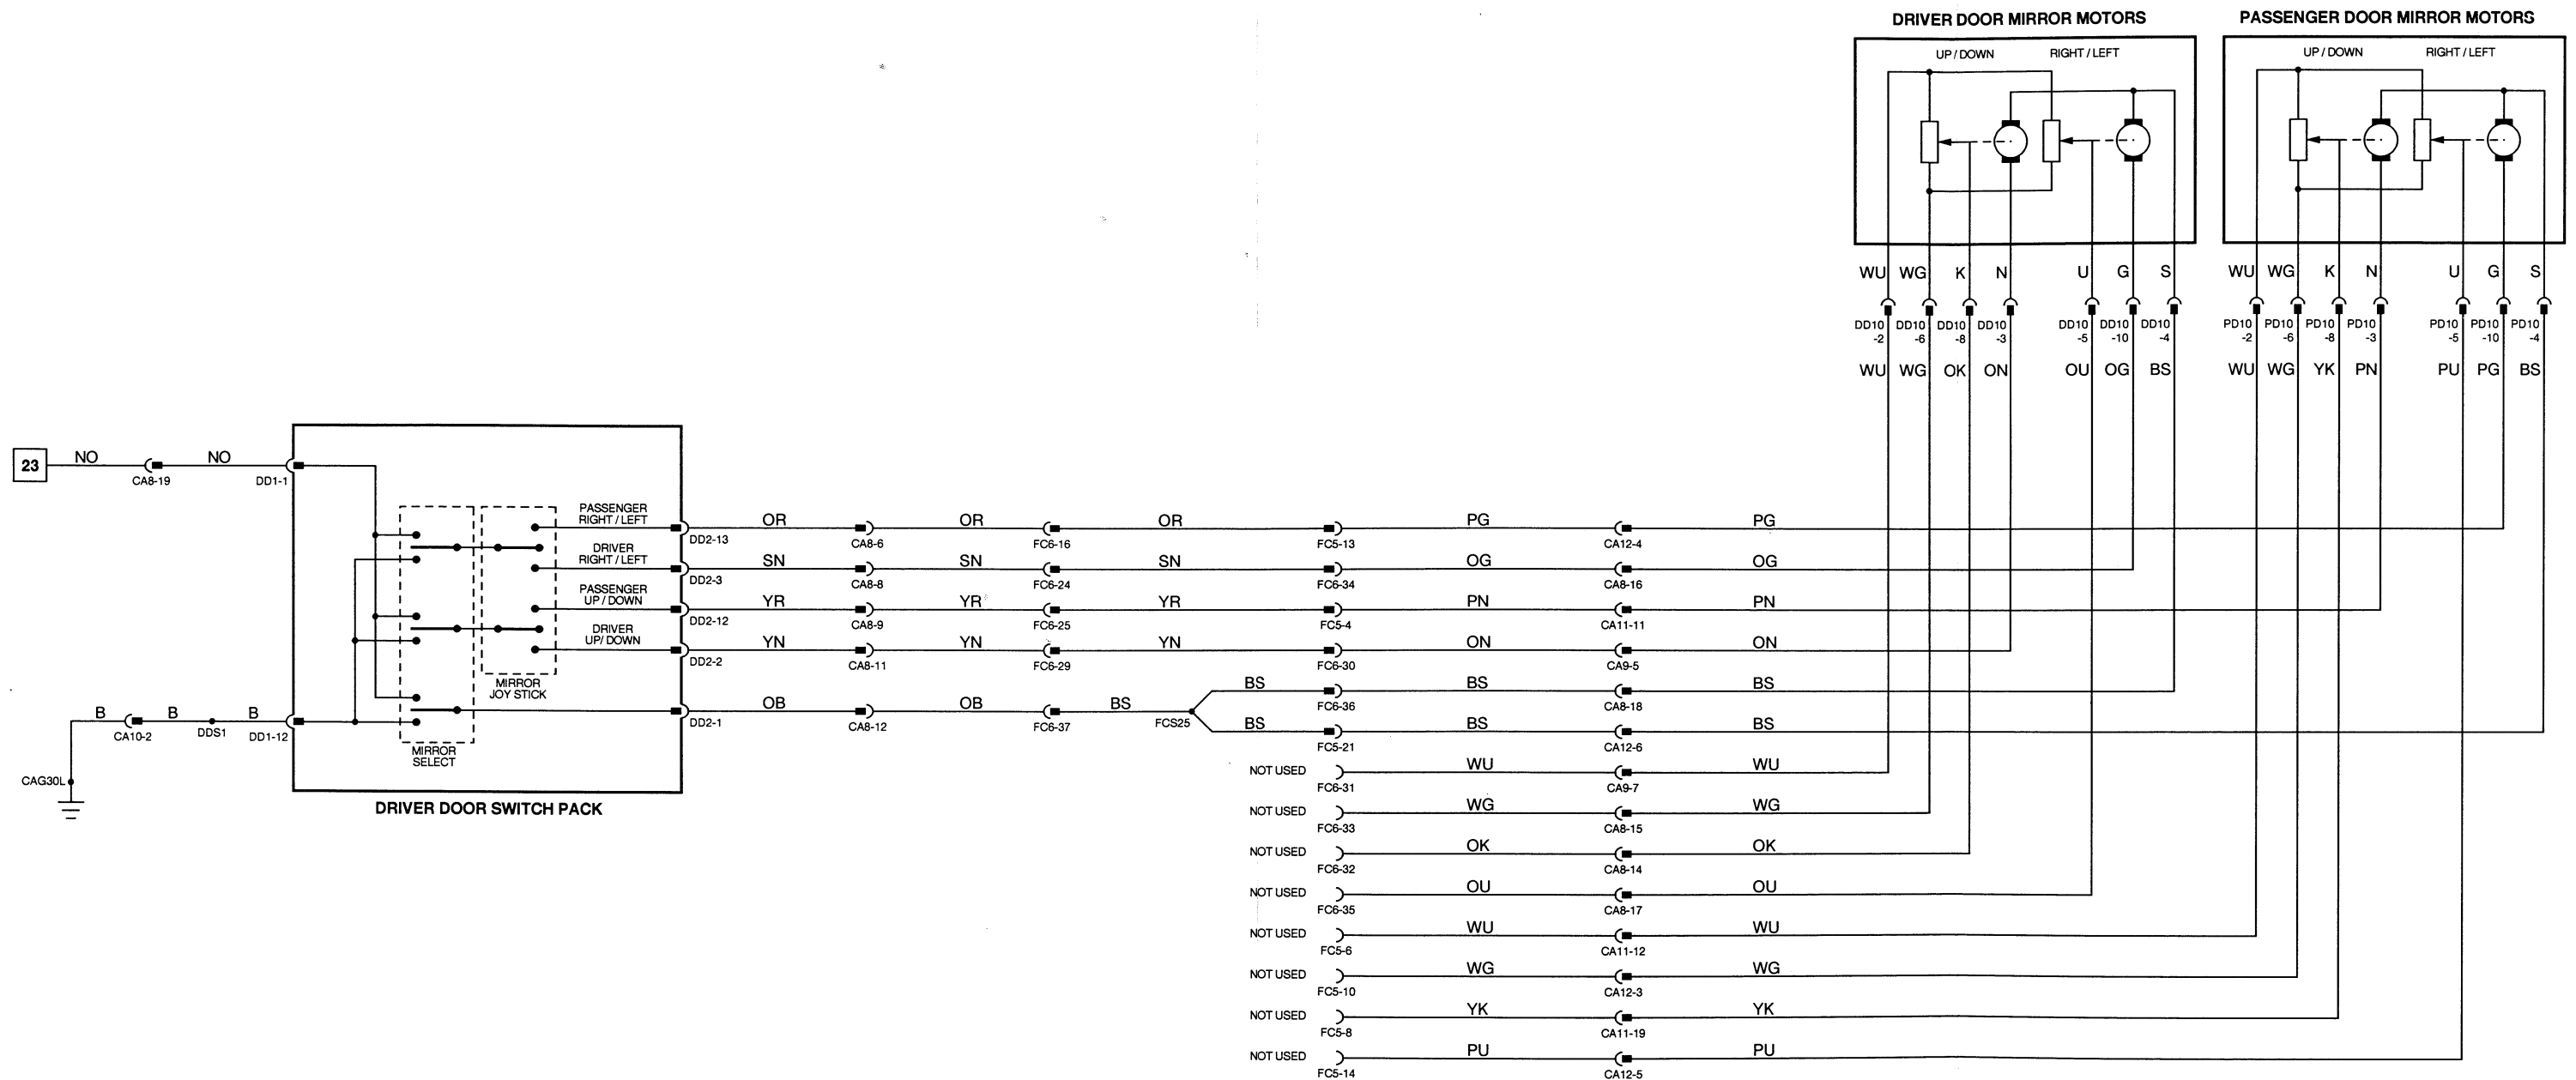 DRIVER DOOR MIRROR MOTORS
PASSENGER DOOR MIRROR MOTORS
UP / DOWN
RIGHT / LEFT
UP / DOWN
RIGHT / LEFT
WU WG K N U G S
WU WG K N U G S
DD10 -2
DD10 -6
DD10 -8
DD10 -3
DD10 -5
DD10 -10
DD10 -4
PD10 -2
PD10 -6
PD10 -8
PD10 -3
PD10 -5
PD10 -10
PD10 -4
WU WG OK ON OU OG BS
WU WG YK PN PU PG BS
23
NO
NO
CA8-19
DD1-1
PASSENGER
RIGHT / LEFT
DRIVER
RIGHT / LEFT
PASSENGER
UP / DOWN
DRIVER
UP/ DOWN
MIRROR
JOY STICK
MIRROR
SELECT
B
B
B
CA10-2
DDS1
DD1-12
CAG30L
DRIVER DOOR SWITCH PACK
OR OR OR PG PG
DD2-13 CA8-6 FC6-16 FC5-13 CA12-4
SN SN SN OG OG
DD2-3 CA8-8 FC6-24 FC6-34 CA8-16
YR YR YR PN PN
DD2-12 CA8-9 FC6-25 FC5-4 CA11-11
YN YN YN ON ON
DD2-2 CA8-11 FC6-29 FC6-30 CA9-5
OB OB BS
DD2-1 CA8-12 FC6-37 FCS25
BS BS BS
FC6-36 CA8-18
BS BS BS
FC5-21 CA12-6
NOT USED WU WU
FC6-31 CA9-7
NOT USED WG WG
FC6-33 CA8-15
NOT USED OK OK
FC6-32 CA8-14
NOT USED OU OU
FC6-35 CA8-17
NOT USED WU WU
FC5-6 CA11-12
NOT USED WG WG
FC5-10 CA12-3
NOT USED YK YK
FC5-8 CA11-19
NOT USED PU PU
FC5-14 CA12-5